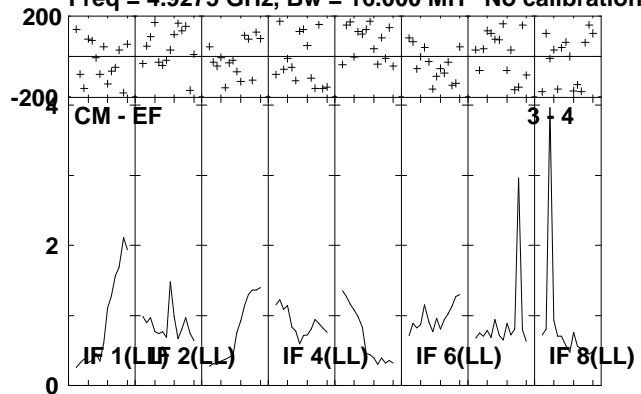 Freq = 4.9275 GHz, Bw = 16.000 MH No calibration
200
-200
4
CM - EF
3 - 4
2
IF 1(LL)
IF 2(LL)
IF 4(LL)
IF 6(LL)
IF 8(LL)
0